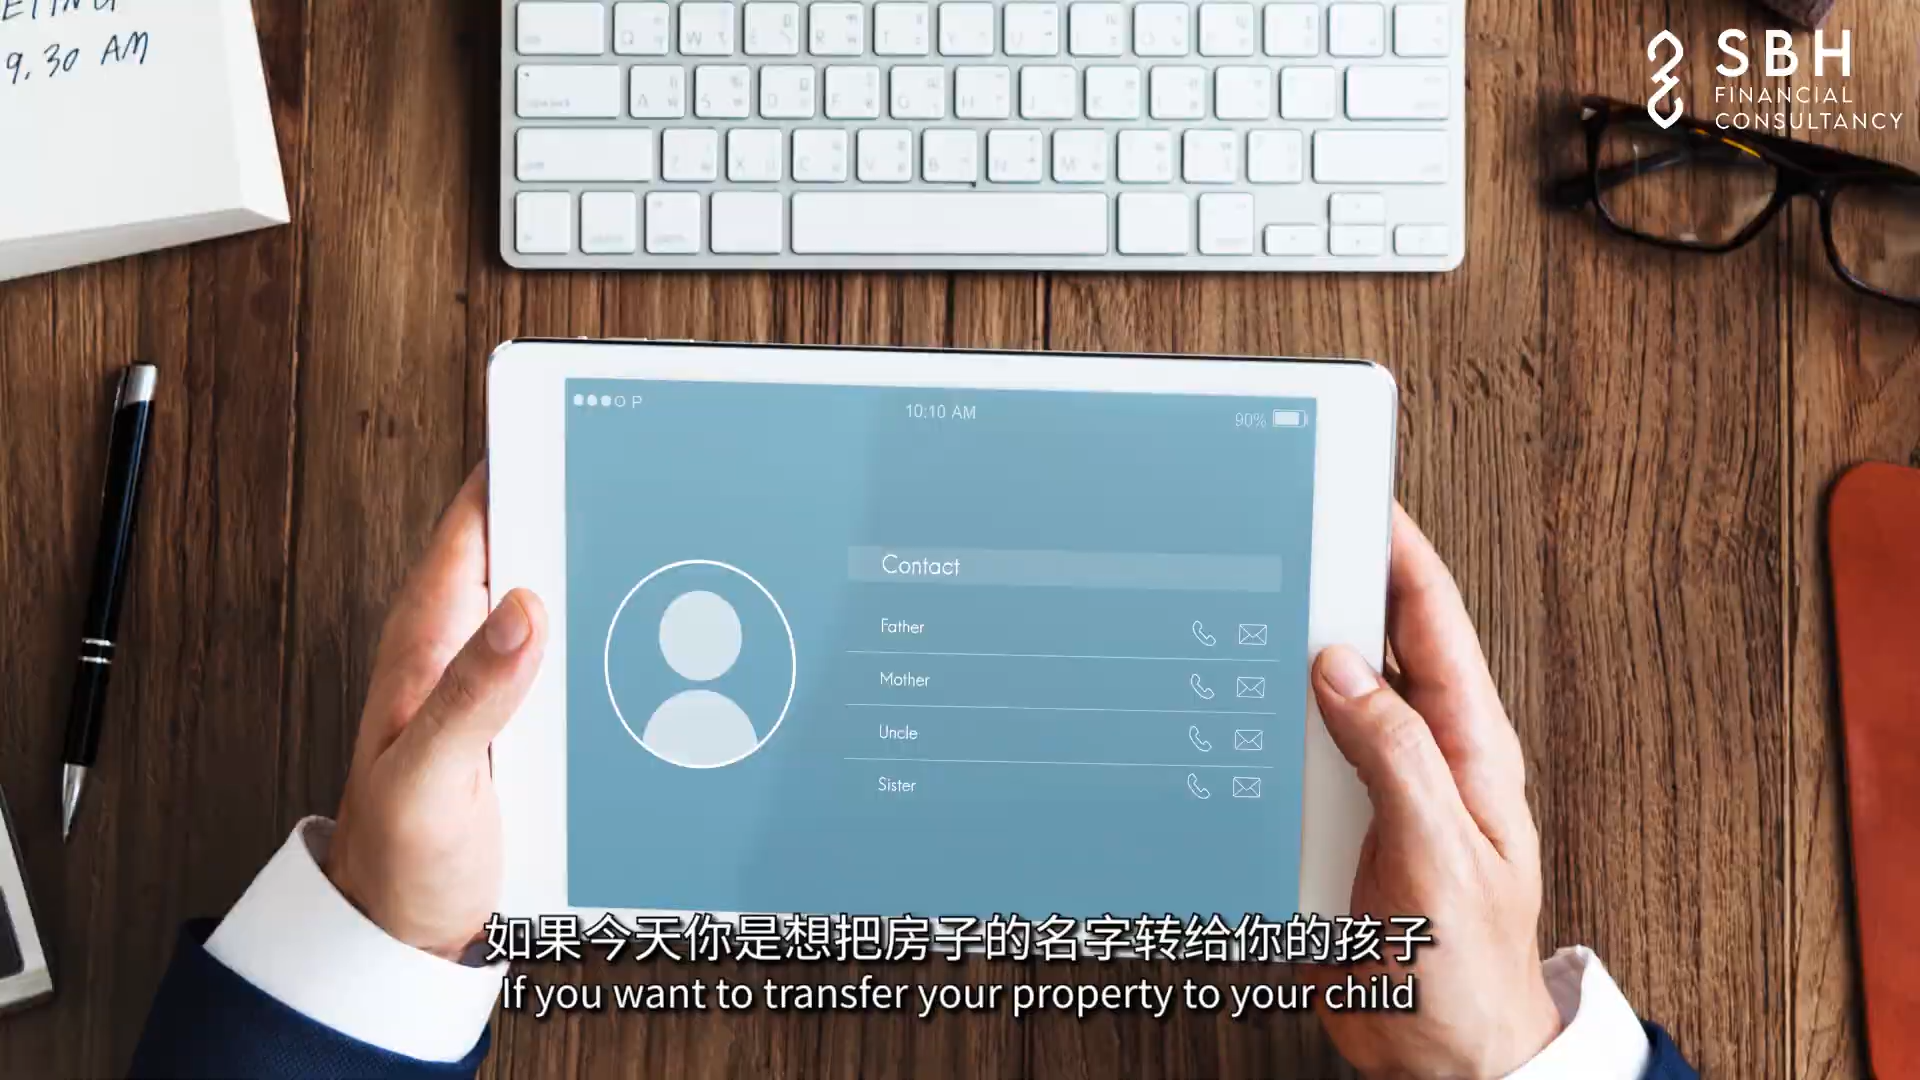 9.30 AM
SBH
FINANCIAL
CONSULTANCY
P
10:10 AM
90%
Contact
Father
Mother
Uncle
Sister
如果今天你是想把房子的名字转给你的孩子
If you want to transfer your property to your child